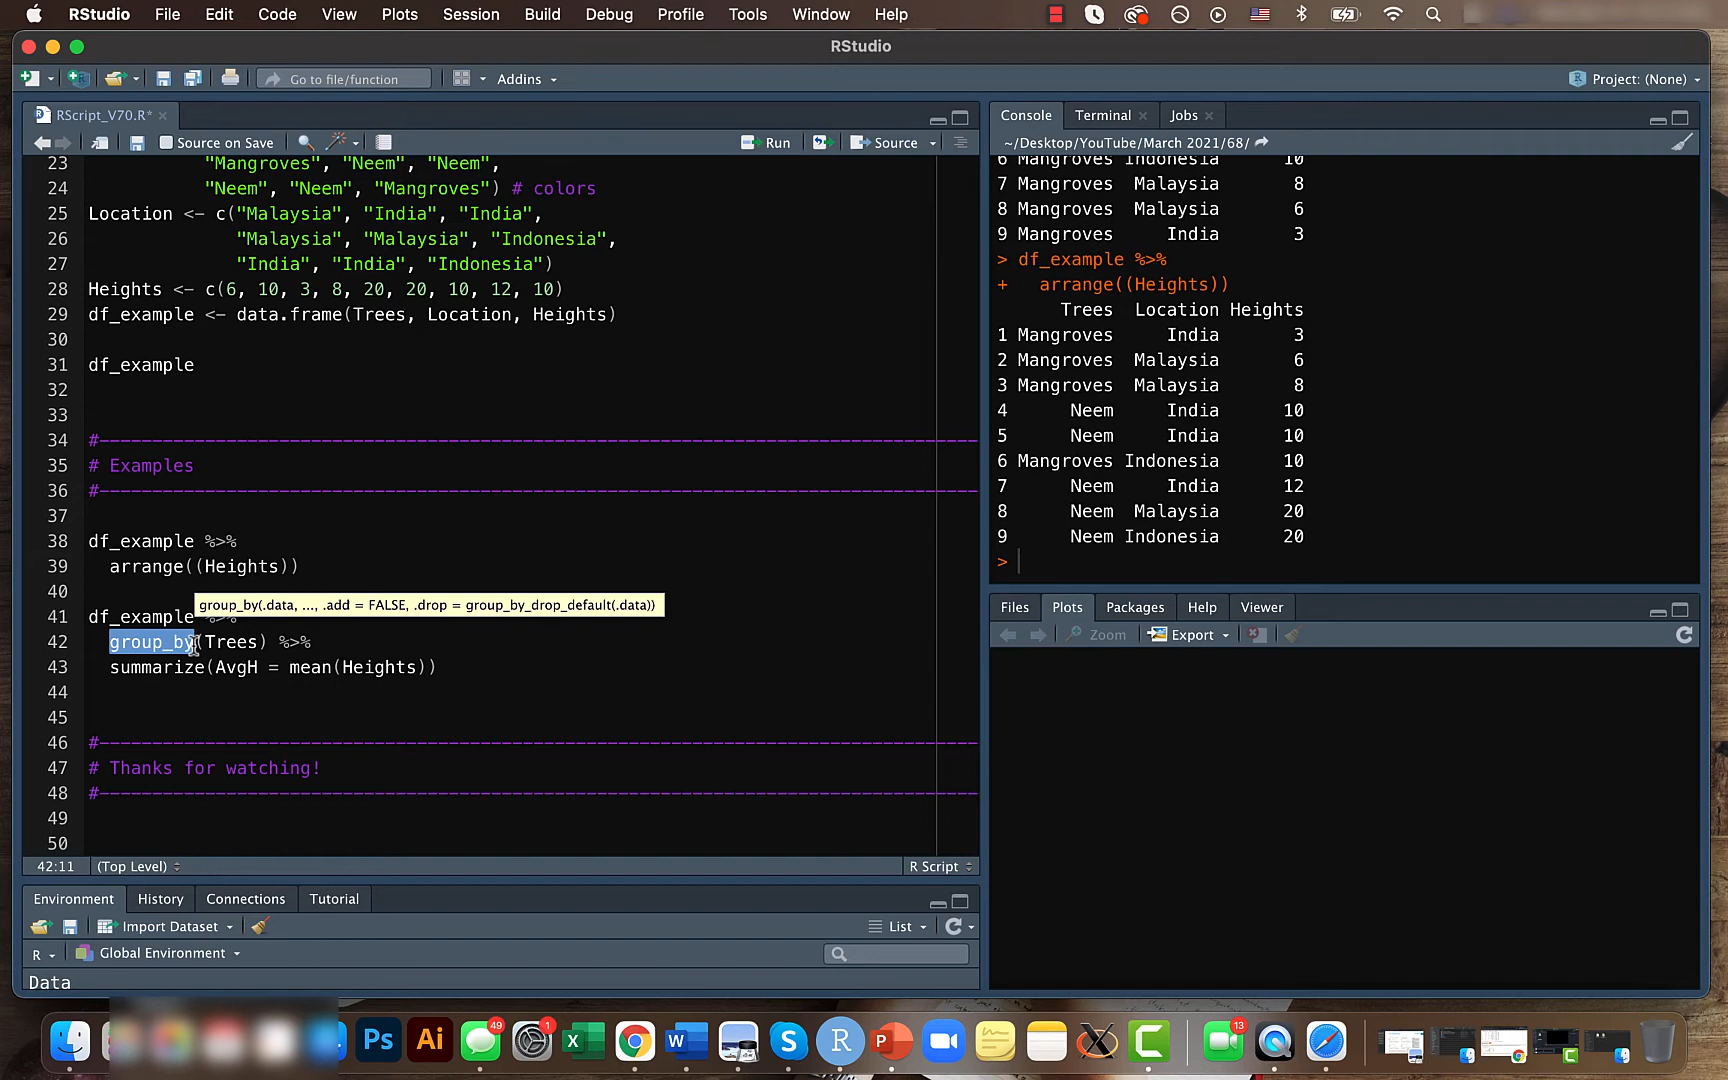 RStudio File Edit Code View Plots Session Build Debug Profile Tools Window Help
RStudio
Go to file/function Addins Project: (None)
RScript_V70.R*
Source on Save Run Source
23 "Mangroves", "Neem", "Neem",
24 "Neem", "Neem", "Mangroves") # colors
25 Location <- c("Malaysia", "India", "India",
26 "Malaysia", "Malaysia", "Indonesia",
27 "India", "India", "Indonesia")
28 Heights <- c(6, 10, 3, 8, 20, 20, 10, 12, 10)
29 df_example <- data.frame(Trees, Location, Heights)
30
31 df_example
32
33
34 #------------------------------------------------------------
35 # Examples
36 #------------------------------------------------------------
37
38 df_example %>%
39 arrange((Heights))
40
group_by(.data, ..., .add = FALSE, .drop = group_by_drop_default(.data))
41 df_example %>%
42 group_by(Trees) %>%
43 summarize(AvgH = mean(Heights))
44
45
46 #------------------------------------------------------------
47 # Thanks for watching!
48 #------------------------------------------------------------
49
50
42:11 (Top Level) R Script
Environment History Connections Tutorial
Import Dataset List
R Global Environment
Data
Console Terminal Jobs
~/Desktop/YouTube/March 2021/68/
6 Mangroves Indonesia 10
7 Mangroves Malaysia 8
8 Mangroves Malaysia 6
9 Mangroves India 3
> df_example %>%
+ arrange((Heights))
Trees Location Heights
1 Mangroves India 3
2 Mangroves Malaysia 6
3 Mangroves Malaysia 8
4 Neem India 10
5 Neem India 10
6 Mangroves Indonesia 10
7 Neem India 12
8 Neem Malaysia 20
9 Neem Indonesia 20
>
Files Plots Packages Help Viewer
Zoom Export
Ps Ai 49 1 X W S R P 13